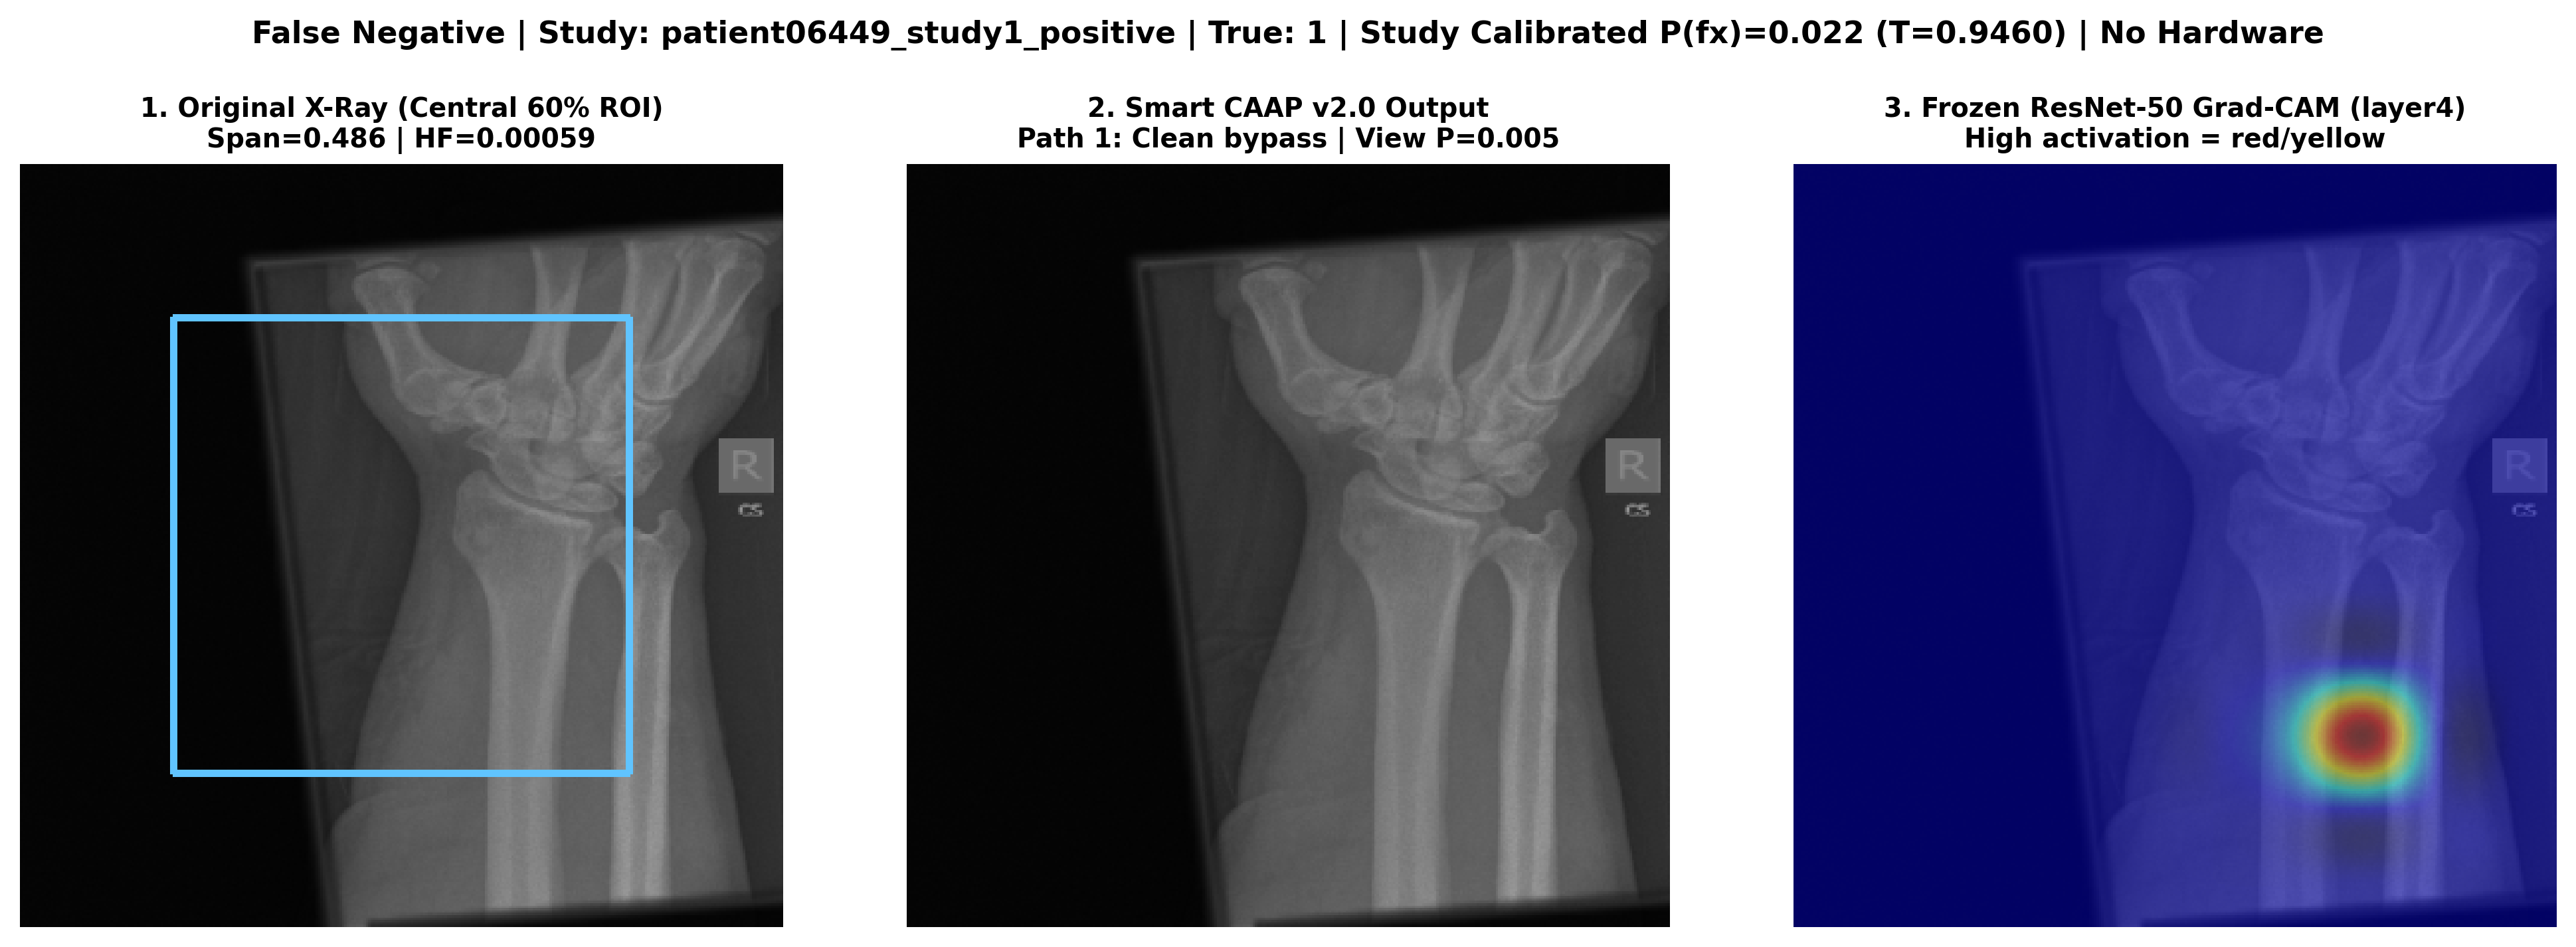 False Negative | Study: patient06449_study1_positive | True: 1 | Study Calibrated P(fx)=0.022 (T=0.9460) | No Hardware
1. Original X-Ray (Central 60% ROI)
Span=0.486 | HF=0.00059
2. Smart CAAP v2.0 Output
Path 1: Clean bypass | View P=0.005
3. Frozen ResNet-50 Grad-CAM (layer4)
High activation = red/yellow
R
CS
R
CS
R
CS